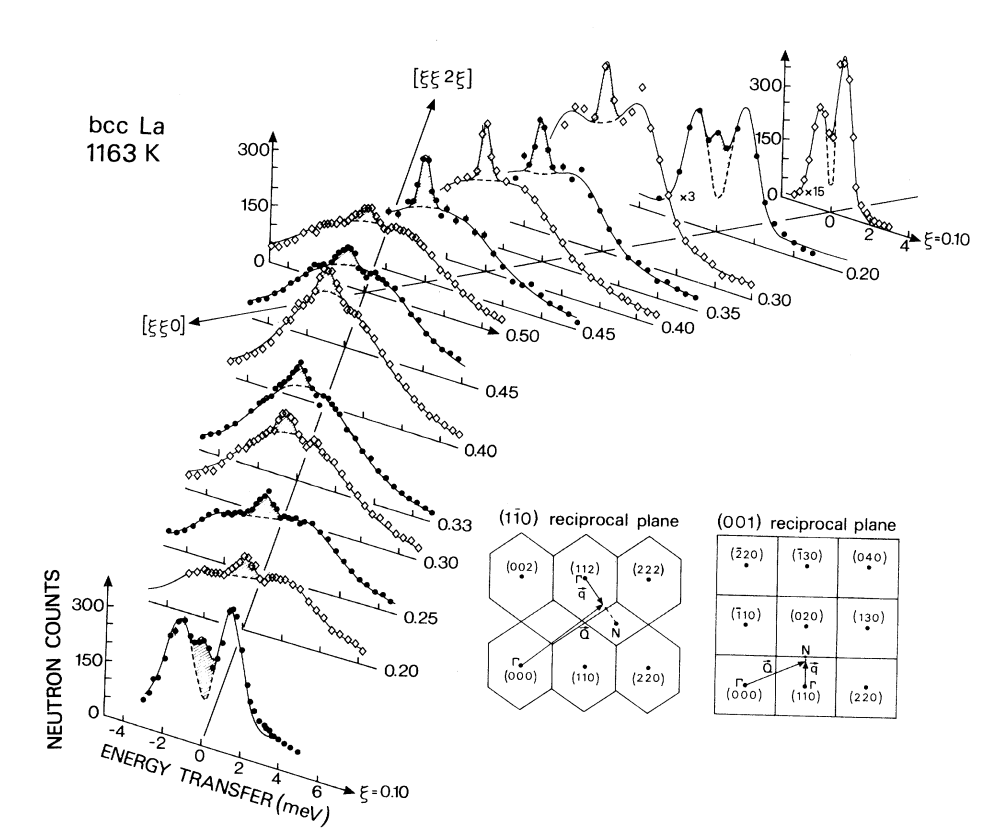 [ξξ2ξ]
bcc La
1163 K
300
150
0
300
150
0
×15
×3
0
2
4
ξ=0.10
0.20
0.30
0.35
0.40
0.45
0.50
[ξξ0]
0.45
0.40
0.33
0.30
0.25
0.20
NEUTRON COUNTS
300
150
0
-4
-2
0
2
4
6
ξ=0.10
ENERGY TRANSFER (meV)
(11̄0) reciprocal plane
(002)
(112)
(222)
Γ
q⃗
Q⃗
N
Γ
(000)
(110)
(220)
(001) reciprocal plane
(2̄20)
(1̄30)
(040)
(1̄10)
(020)
(130)
N
Q⃗
q⃗
Γ
Γ
(000)
(110)
(220)